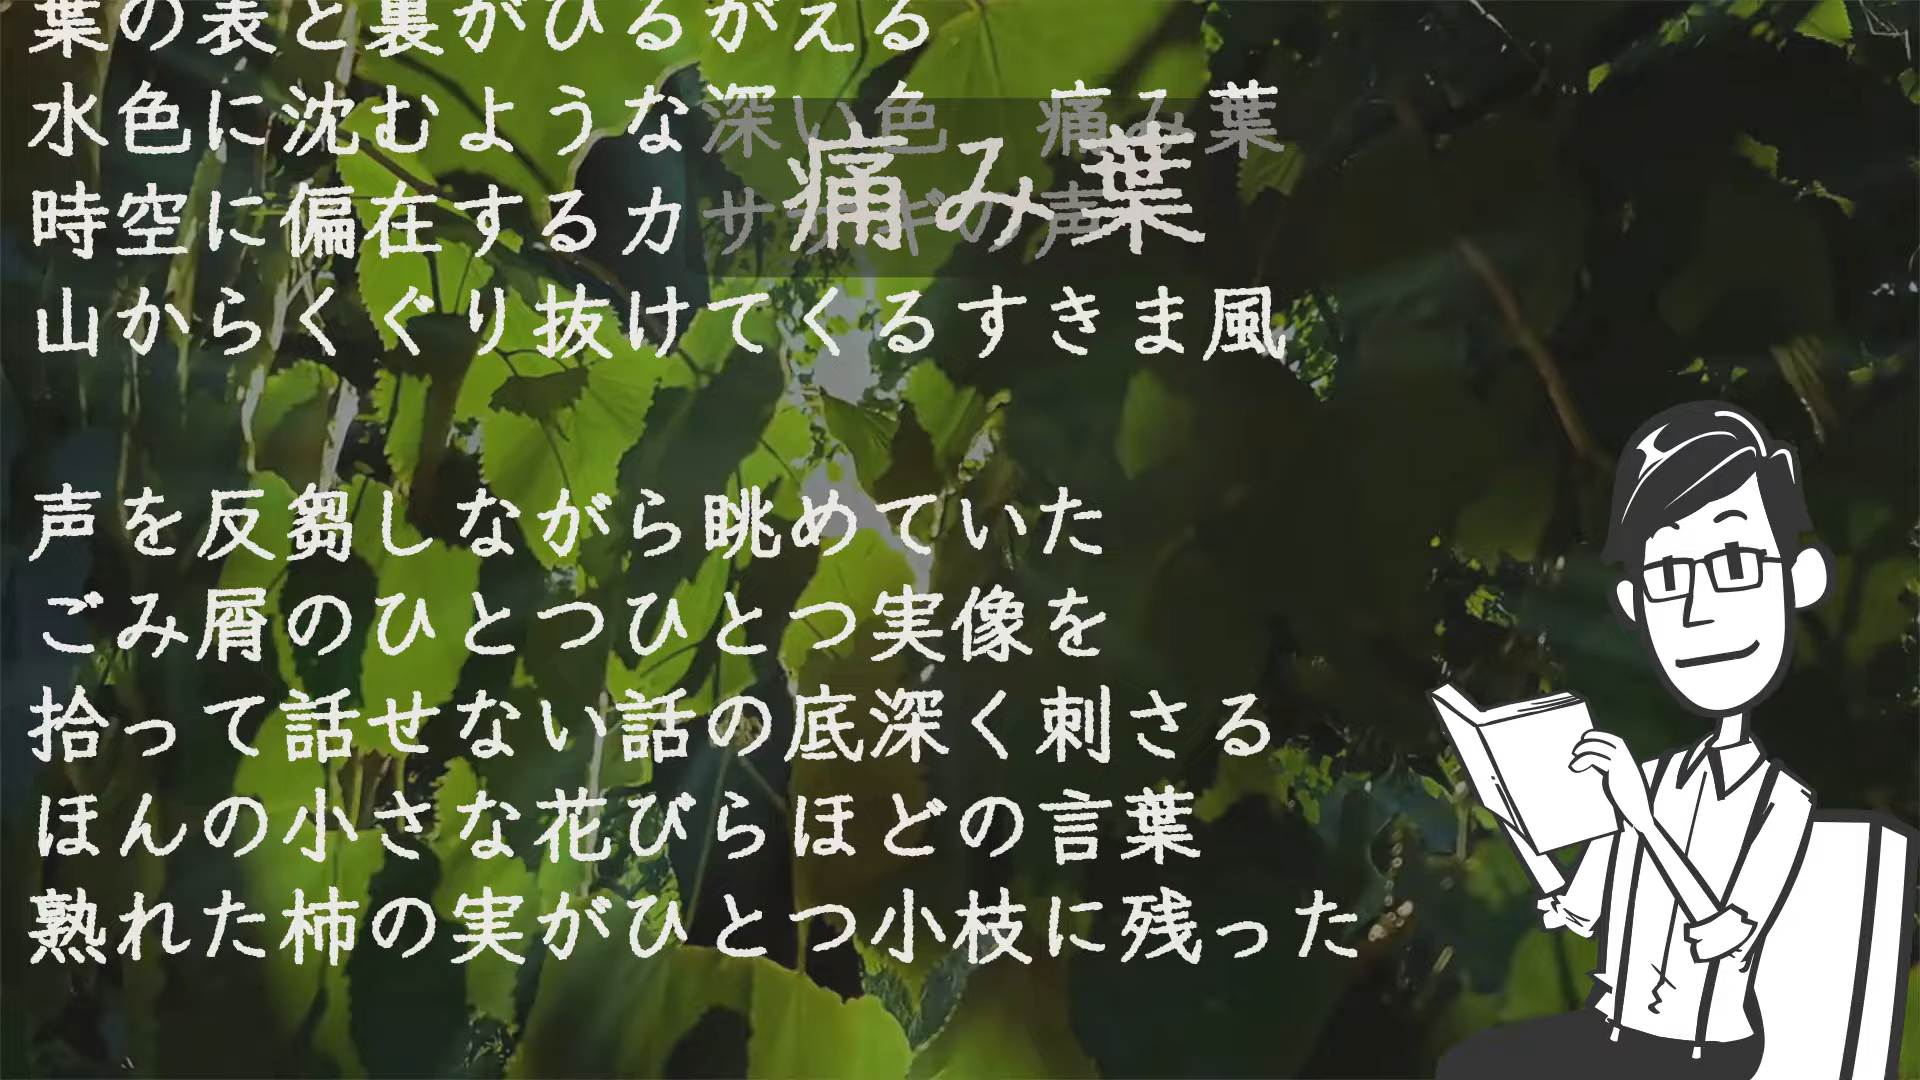 葉の表と裏がひるがえる
水色に沈むような深い色　痛み葉
痛み葉
時空に偏在するカササギの声
山からくぐり抜けてくるすきま風
声を反芻しながら眺めていた
ごみ屑のひとつひとつ実像を
拾って話せない話の底深く刺さる
ほんの小さな花びらほどの言葉
熟れた柿の実がひとつ小枝に残った